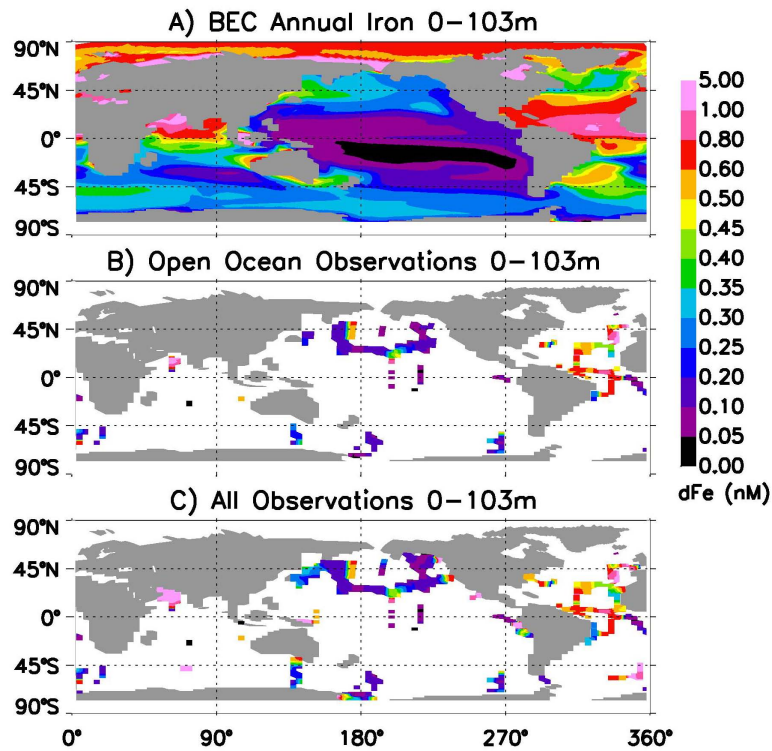 A) BEC Annual Iron 0-103m
90°N
45°N
0°
45°S
90°S
B) Open Ocean Observations 0-103m
90°N
45°N
0°
45°S
90°S
C) All Observations 0-103m
90°N
45°N
0°
45°S
90°S
0°
90°
180°
270°
360°
5.00
1.00
0.80
0.60
0.50
0.45
0.40
0.35
0.30
0.25
0.20
0.10
0.05
0.00
dFe (nM)